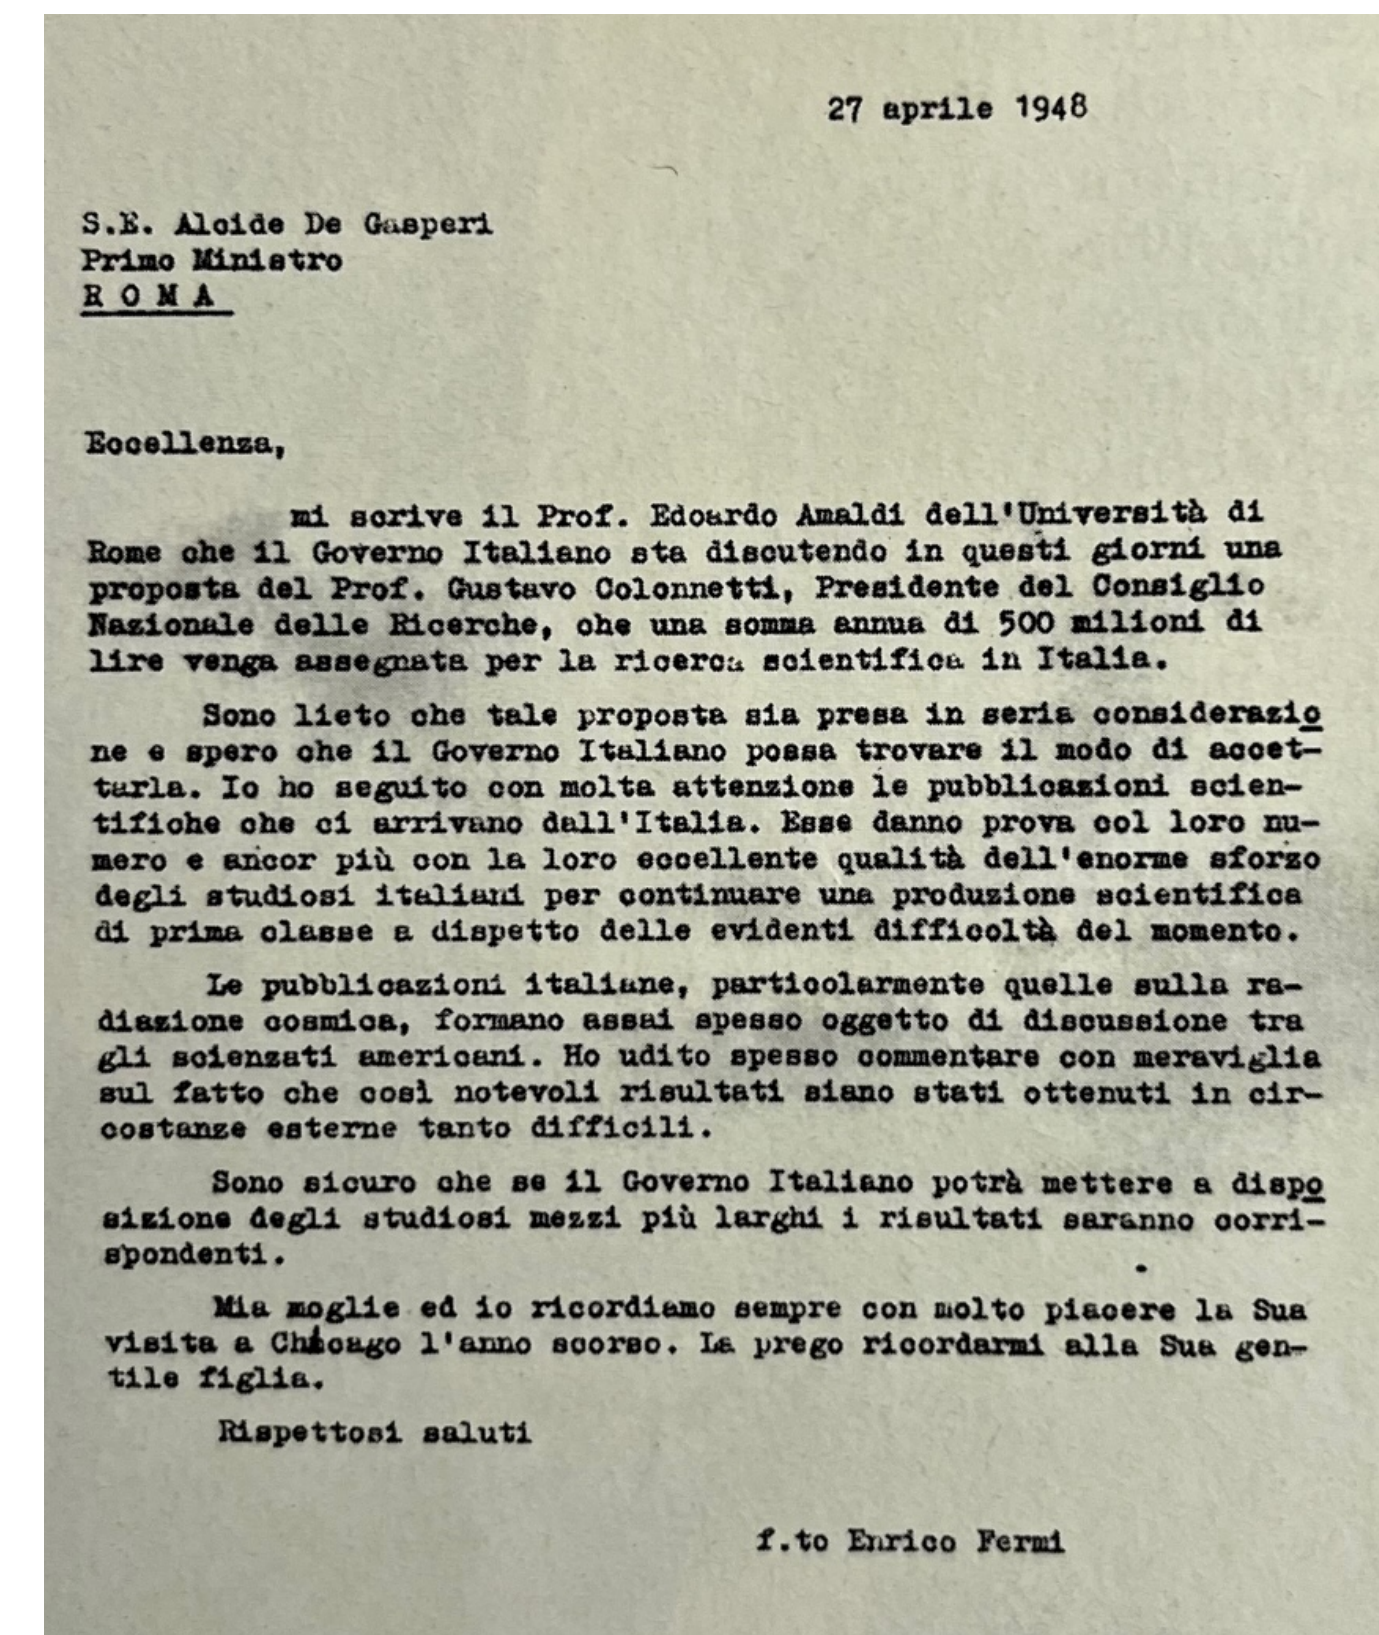 27 aprile 1948
S.E. Alcide De Gasperi
Primo Ministro
R O M A
Eccellenza,
mi scrive il Prof. Edoardo Amaldi dell'Università di
Rome che il Governo Italiano sta discutendo in questi giorni una
proposta del Prof. Gustavo Colonnetti, Presidente del Consiglio
Nazionale delle Ricerche, che una somma annua di 500 milioni di
lire venga assegnata per la ricerca scientifica in Italia.
Sono lieto che tale proposta sia presa in seria considerazio
ne e spero che il Governo Italiano possa trovare il modo di accet-
tarla. Io ho seguito con molta attenzione le pubblicazioni scien-
tifiche che ci arrivano dall'Italia. Esse danno prova col loro nu-
mero e ancor più con la loro eccellente qualità dell'enorme sforzo
degli studiosi italiani per continuare una produzione scientifica
di prima classe a dispetto delle evidenti difficoltà del momento.
Le pubblicazioni italiane, particolarmente quelle sulla ra-
diazione cosmica, formano assai spesso oggetto di discussione tra
gli scienzati americani. Ho udito spesso commentare con meraviglia
sul fatto che così notevoli risultati siano stati ottenuti in cir-
costanze esterne tanto difficili.
Sono sicuro che se il Governo Italiano potrà mettere a dispo
sizione degli studiosi mezzi più larghi i risultati saranno corri-
spondenti.
Mia moglie ed io ricordiamo sempre con molto piacere la Sua
visita a Chicago l'anno scorso. La prego ricordarmi alla Sua gen-
tile figlia.
Rispettosi saluti
f.to Enrico Fermi